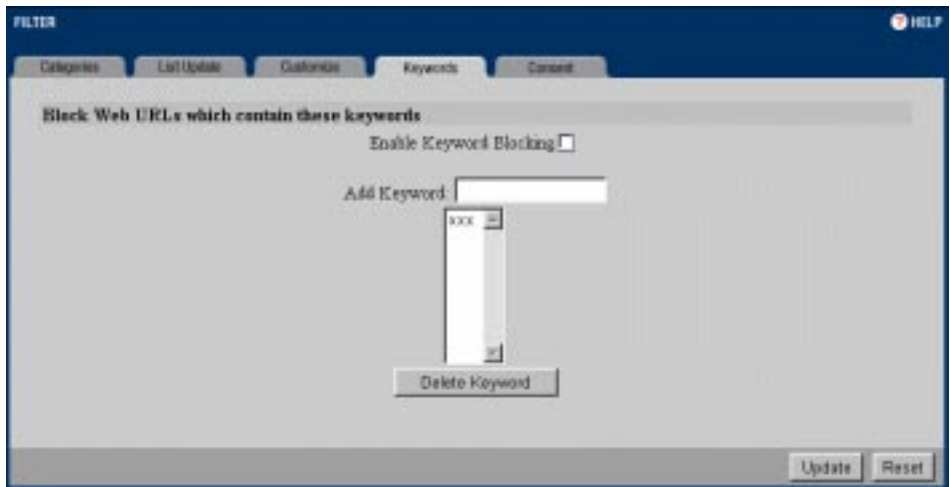 FILTER
HELP
Categories List Update Customize Keywords Consent
Block Web URLs which contain these keywords
Enable Keyword Blocking
Add Keyword:
xxx
Delete Keyword
Update Reset